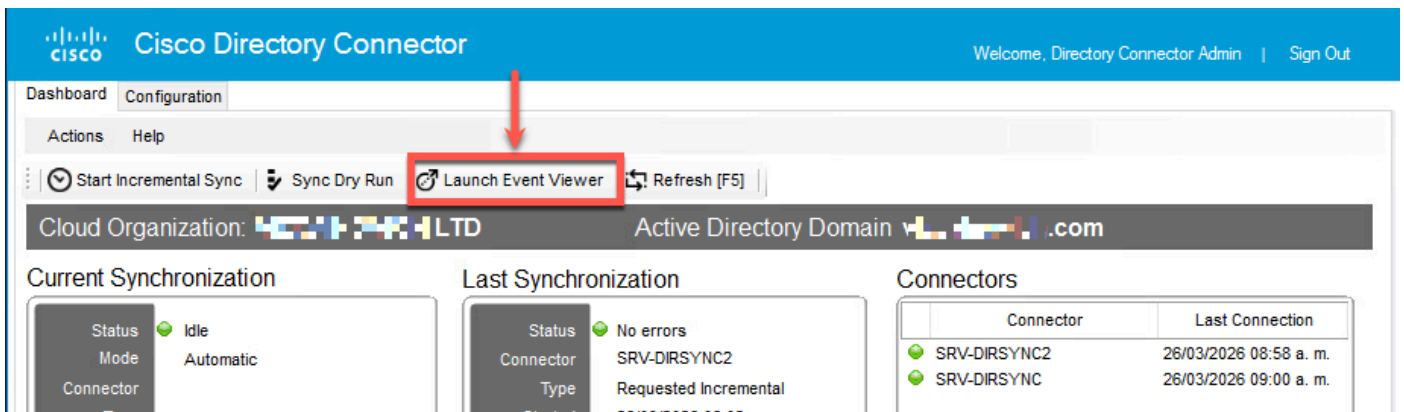 CISCO Cisco Directory Connector
Welcome, Directory Connector Admin | Sign Out
Dashboard Configuration
Actions Help
Start Incremental Sync Sync Dry Run Launch Event Viewer Refresh [F5]
Cloud Organization: LTD Active Directory Domain .com
Current Synchronization
Status Idle
Mode Automatic
Connector
Last Synchronization
Status No errors
Connector SRV-DIRSYNC2
Type Requested Incremental
Connectors
Connector Last Connection
SRV-DIRSYNC2 26/03/2026 08:58 a. m.
SRV-DIRSYNC 26/03/2026 09:00 a. m.